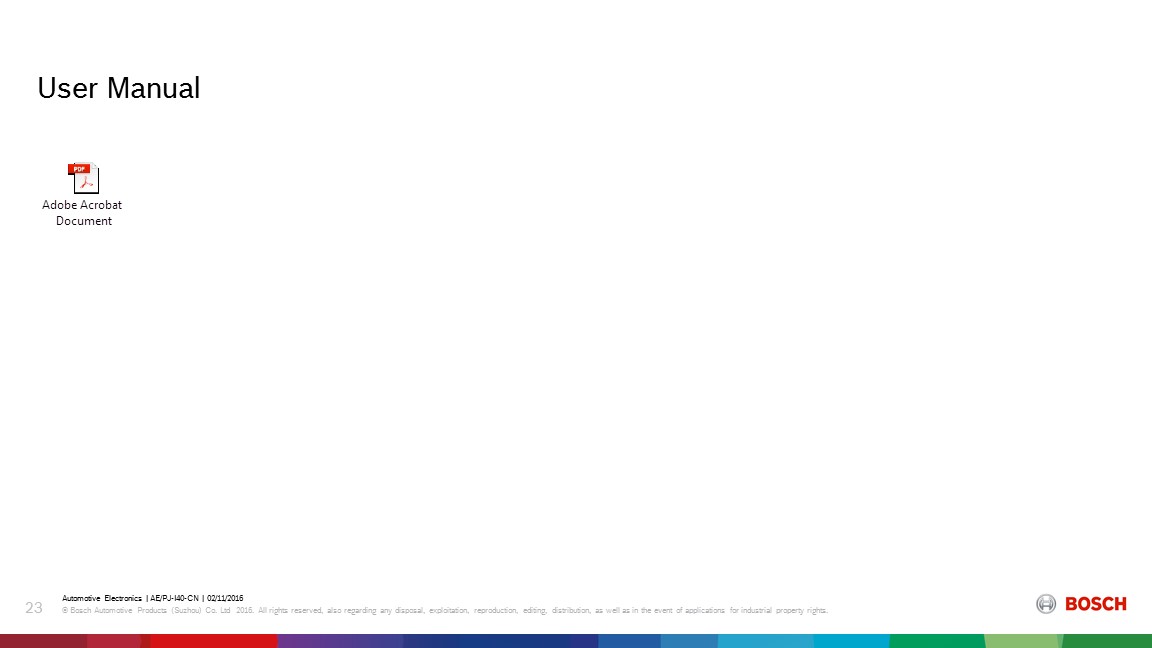 User Manual
PDF
Adobe Acrobat
Document
23
Automotive Electronics | AE/PJ-I40-CN | 02/11/2016
© Bosch Automotive Products (Suzhou) Co. Ltd 2016. All rights reserved, also regarding any disposal, exploitation, reproduction, editing, distribution, as well as in the event of applications for industrial property rights.
BOSCH